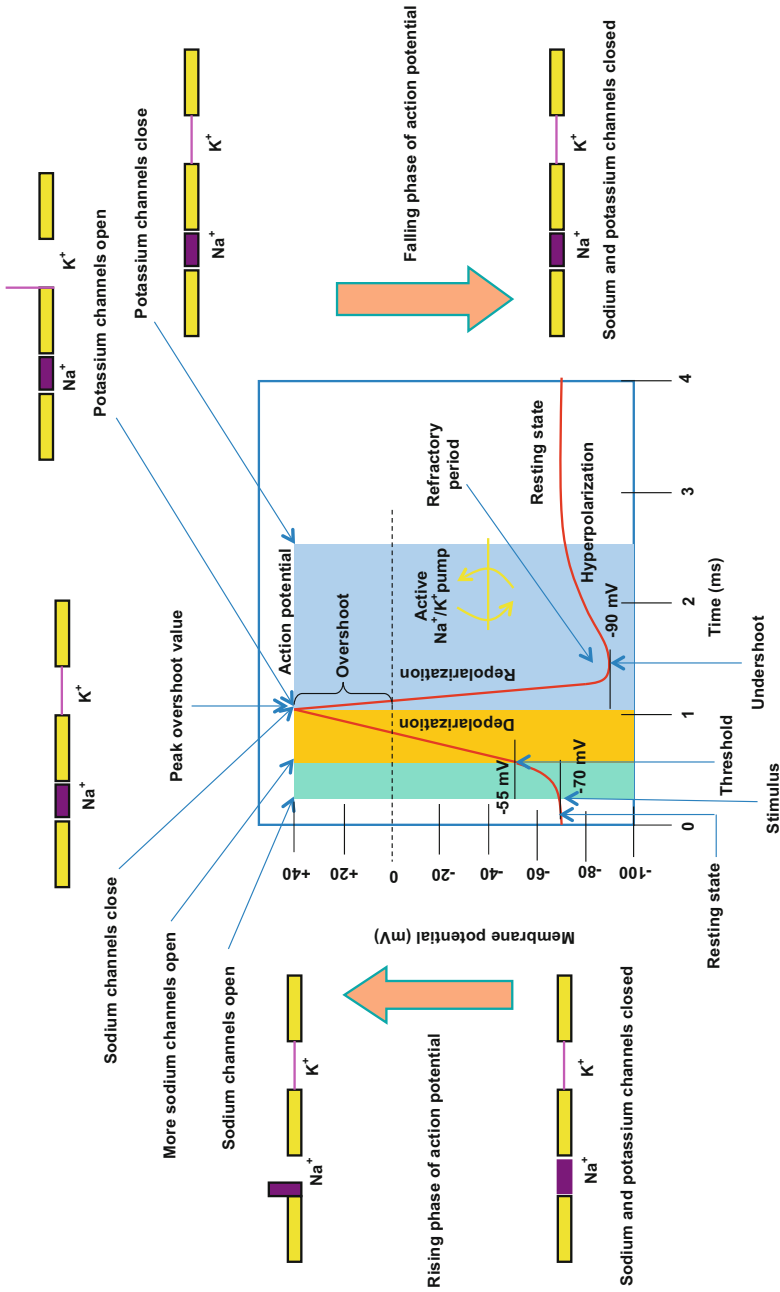 Na⁺
K⁺
Na⁺
K⁺
Potassium channels open
Peak overshoot value
Sodium channels close
More sodium channels open
Sodium channels open
Potassium channels close
Na⁺
K⁺
Na⁺
K⁺
Rising phase of action potential
Falling phase of action potential
Na⁺
K⁺
Sodium and potassium channels closed
Na⁺
K⁺
Sodium and potassium channels closed
Membrane potential (mV)
+40
+20
0
-20
-40
-60
-80
-100
Action potential
Overshoot
Depolarization
Repolarization
Active
Na⁺/K⁺ pump
Refractory
period
-55 mV
-70 mV
-90 mV
Resting state
Hyperpolarization
0
1
2
3
4
Time (ms)
Threshold
Undershoot
Stimulus
Resting state